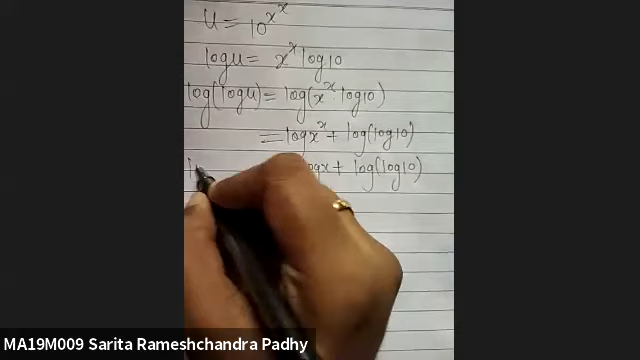 u = 10^{x^x}
log u = x^x log 10
log(log u) = log(x^x · log 10)
= log x^x + log(log 10)
log x + log(log 10)
MA19M009 Sarita Rameshchandra Padhy